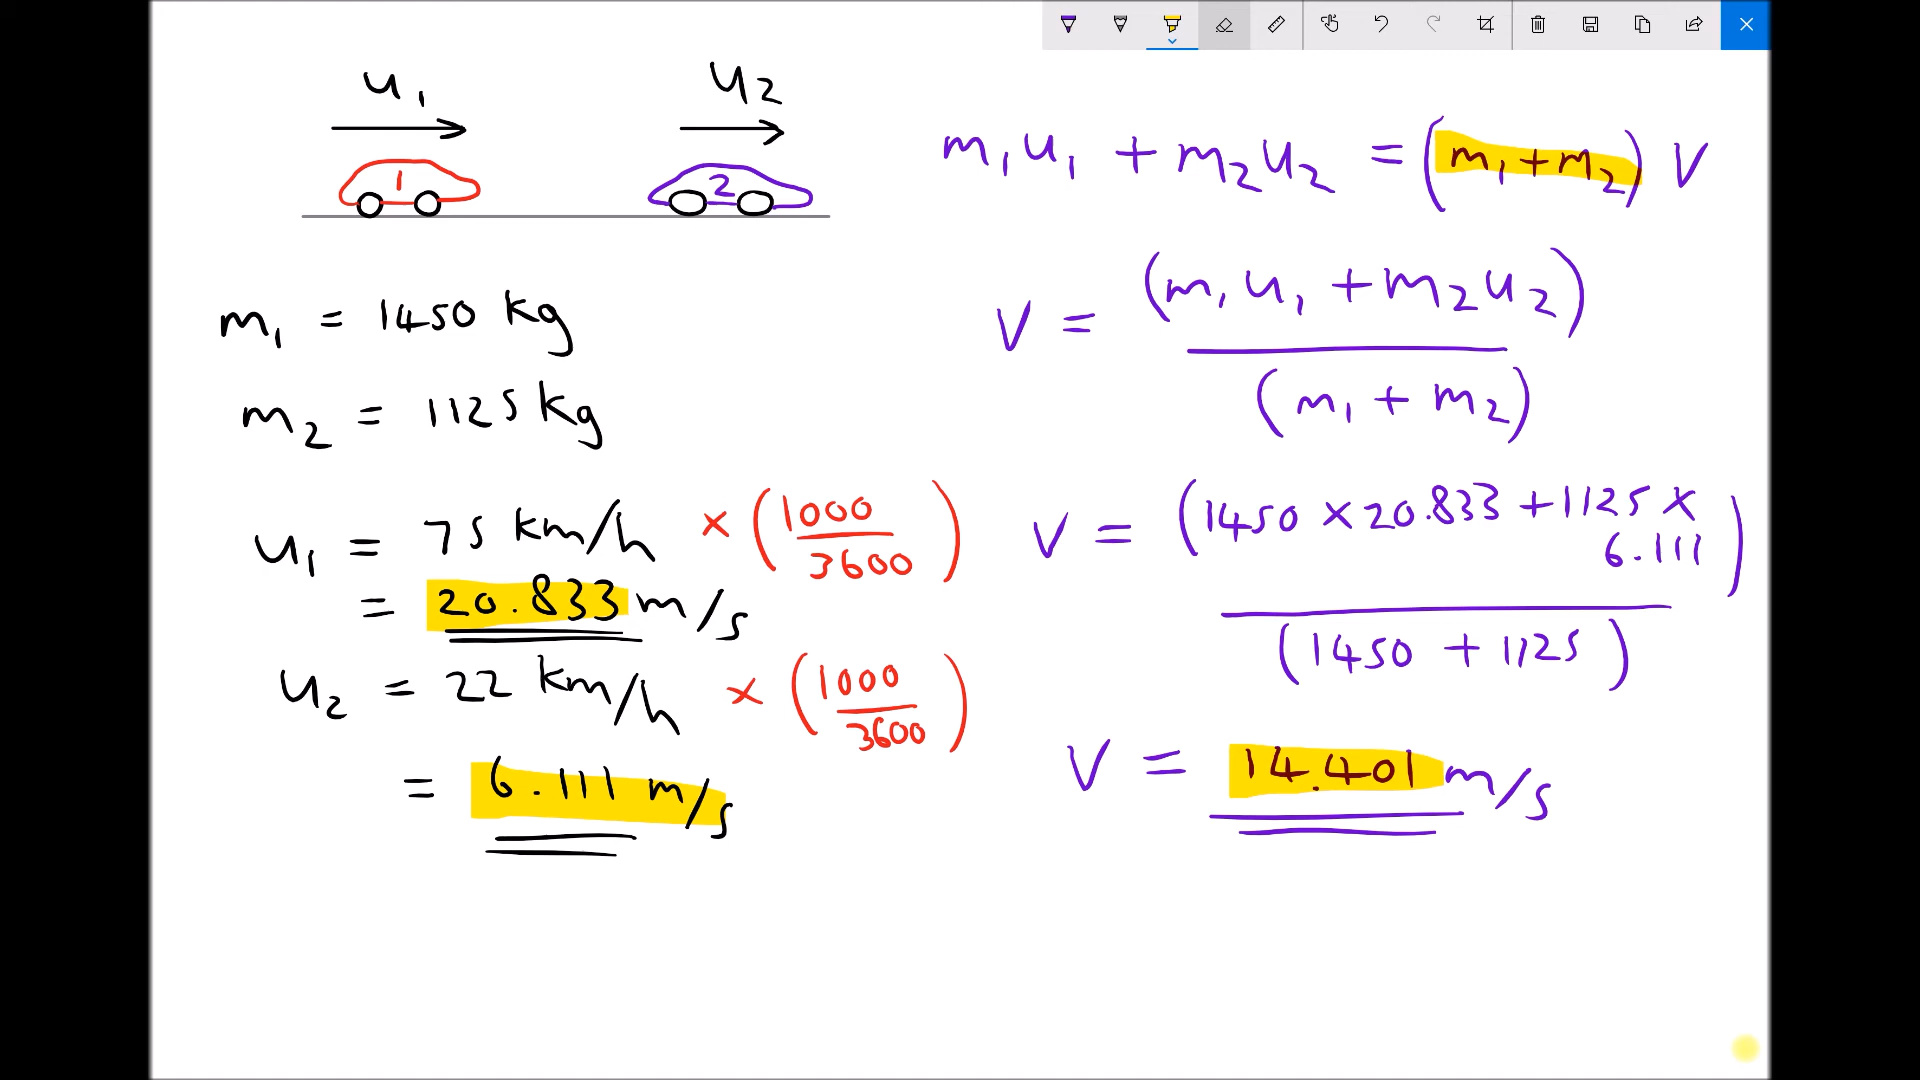 u₁ u₂
1 2
m₁ = 1450 kg
m₂ = 1125 kg
u₁ = 75 km/h × (1000/3600)
= 20.833 m/s
u₂ = 22 km/h × (1000/3600)
= 6.111 m/s
m₁u₁ + m₂u₂ = (m₁+m₂) V
V = (m₁u₁ + m₂u₂)
(m₁ + m₂)
V = (1450 × 20.833 + 1125 ×
6.111)
(1450 + 1125)
V = 14.401 m/s